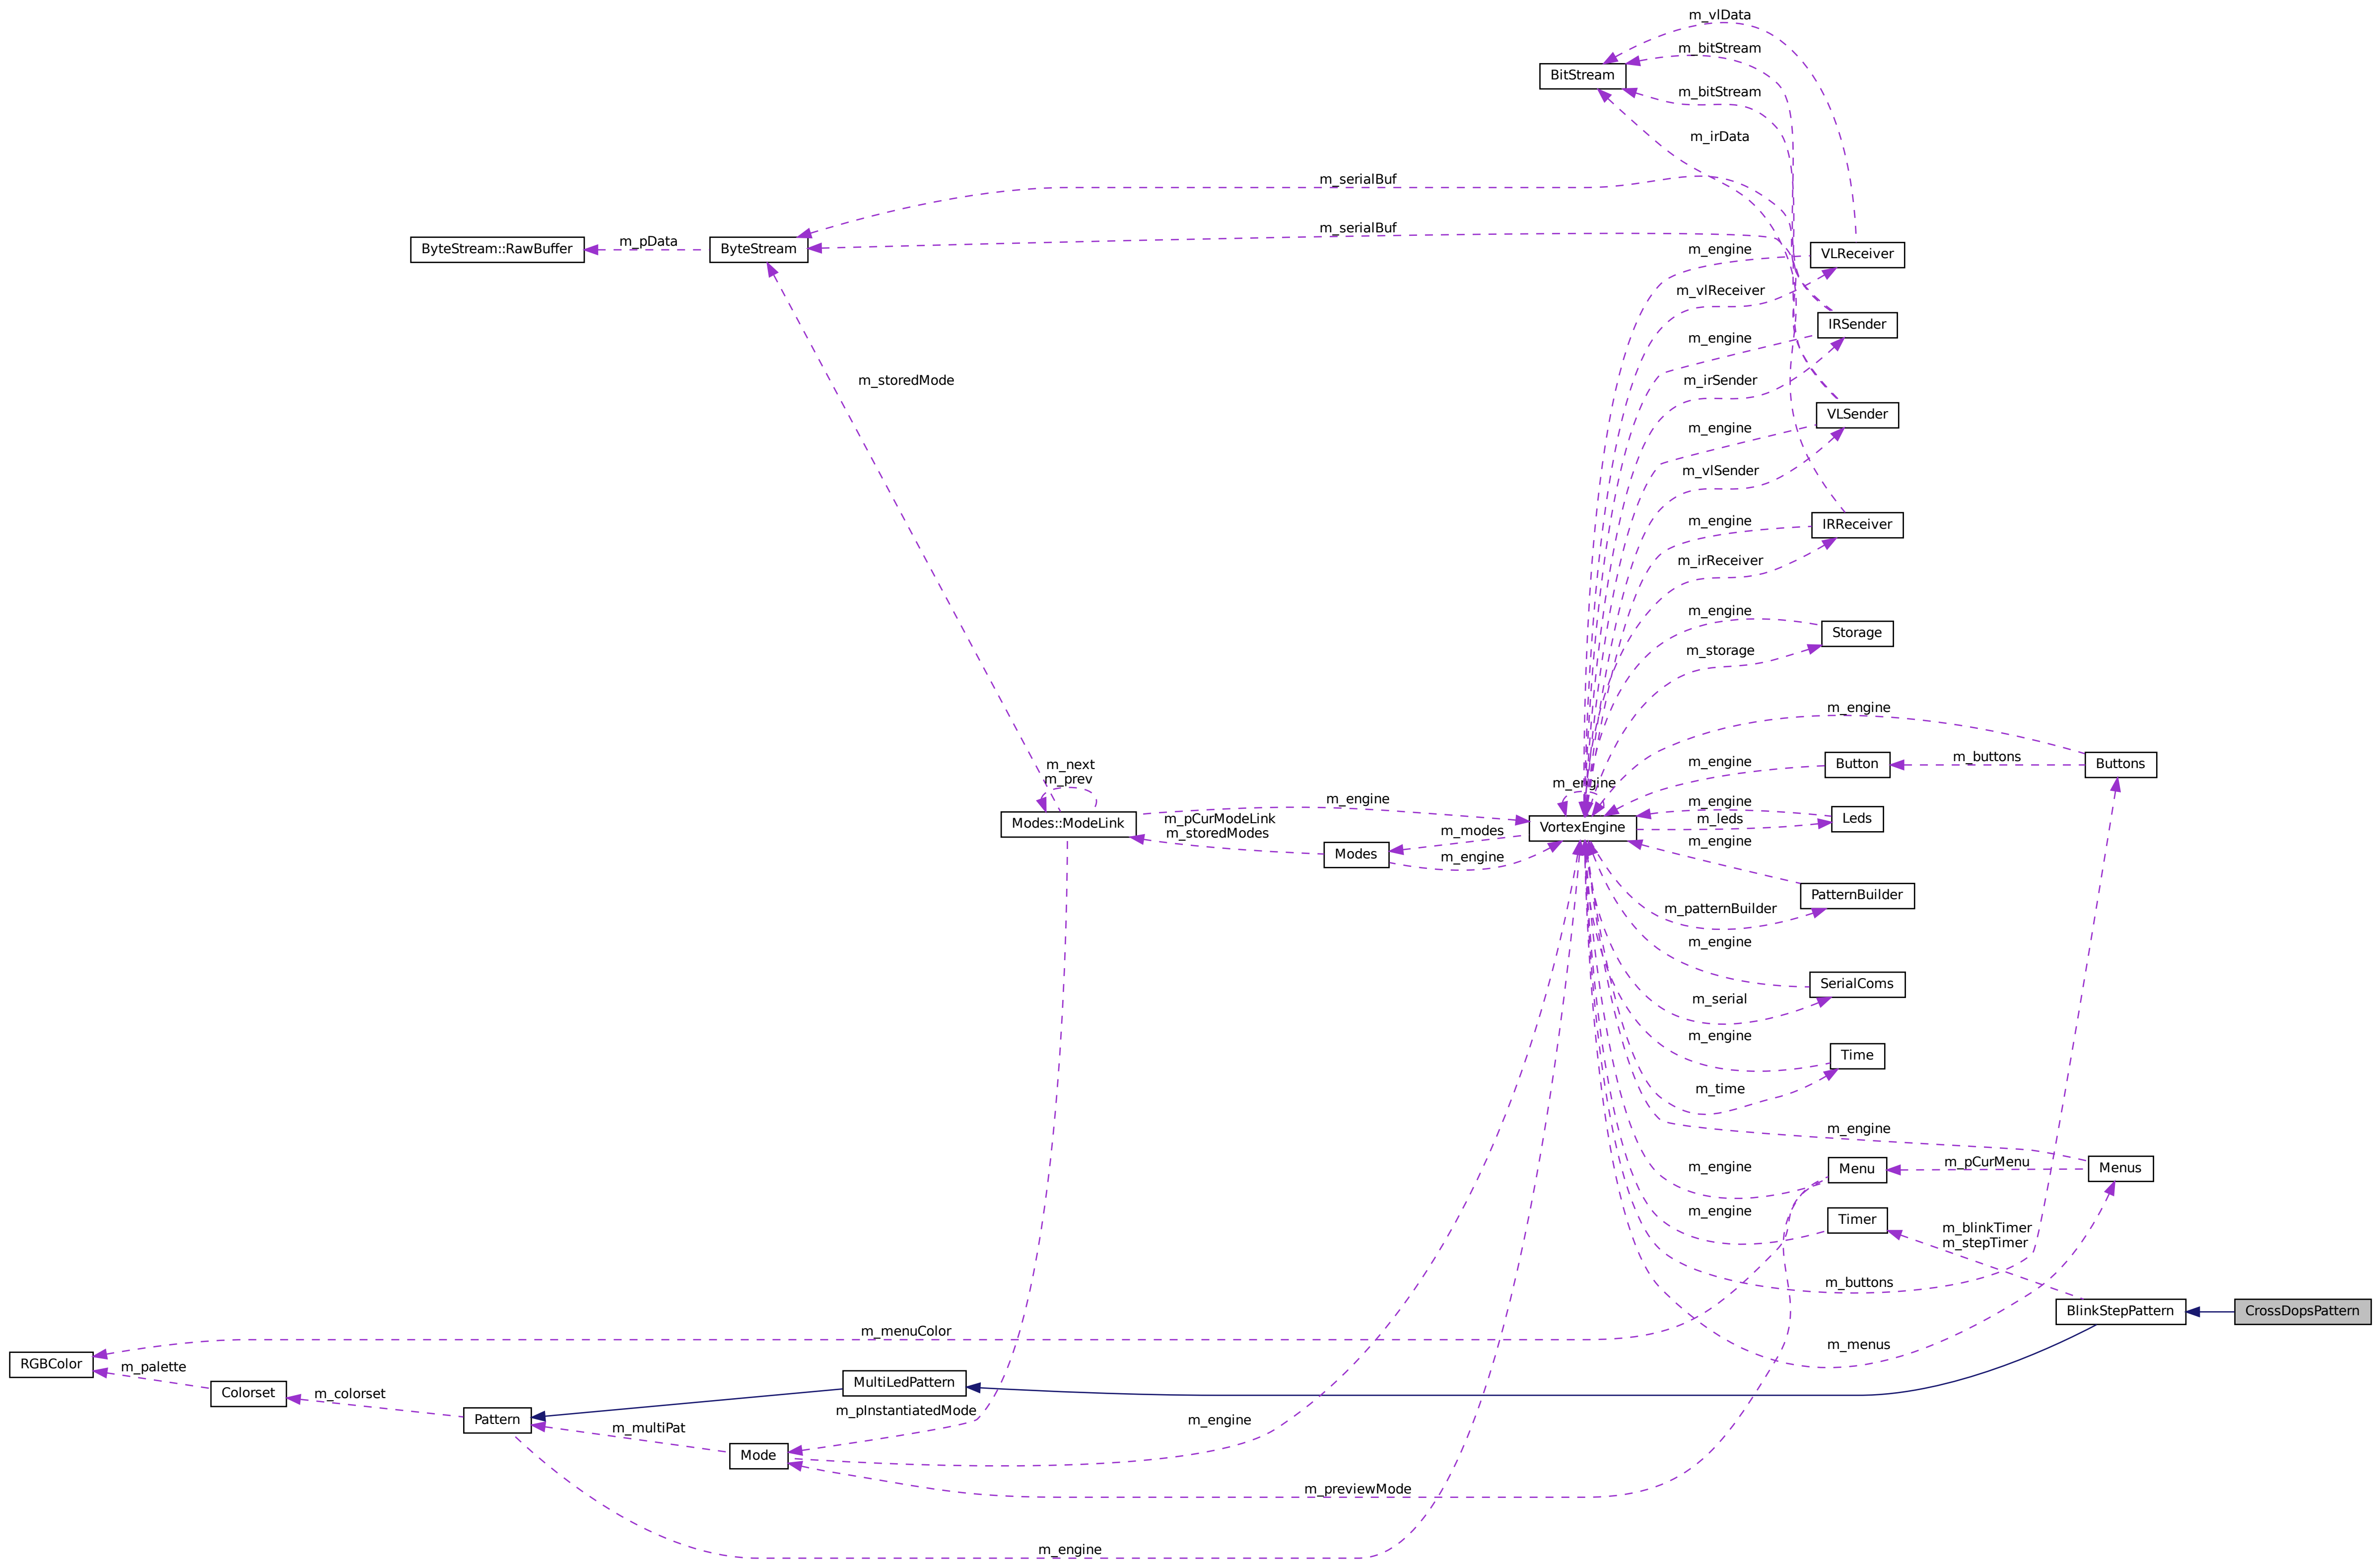 m_vlData
m_bitStream
BitStream
m_bitStream
m_irData
m_serialBuf
m_serialBuf
ByteStream::RawBuffer
m_pData
ByteStream
m_engine
VLReceiver
m_vlReceiver
IRSender
m_engine
m_storedMode
m_irSender
VLSender
m_engine
m_vlSender
m_engine
IRReceiver
m_irReceiver
m_engine
Storage
m_storage
m_engine
m_next
m_prev
m_engine
m_engine
Button
m_buttons
Buttons
m_engine
m_engine
Modes::ModeLink
m_pCurModeLink
m_storedModes
m_modes
VortexEngine
m_leds
Leds
m_engine
Modes
m_engine
PatternBuilder
m_patternBuilder
m_engine
SerialComs
m_serial
m_engine
Time
m_time
m_engine
m_engine
Menu
m_pCurMenu
Menus
m_engine
Timer
m_blinkTimer
m_stepTimer
m_buttons
BlinkStepPattern
CrossDopsPattern
m_menuColor
m_menus
RGBColor
m_palette
Colorset
m_colorset
MultiLedPattern
m_pInstantiatedMode
Pattern
m_multiPat
Mode
m_engine
m_previewMode
m_engine